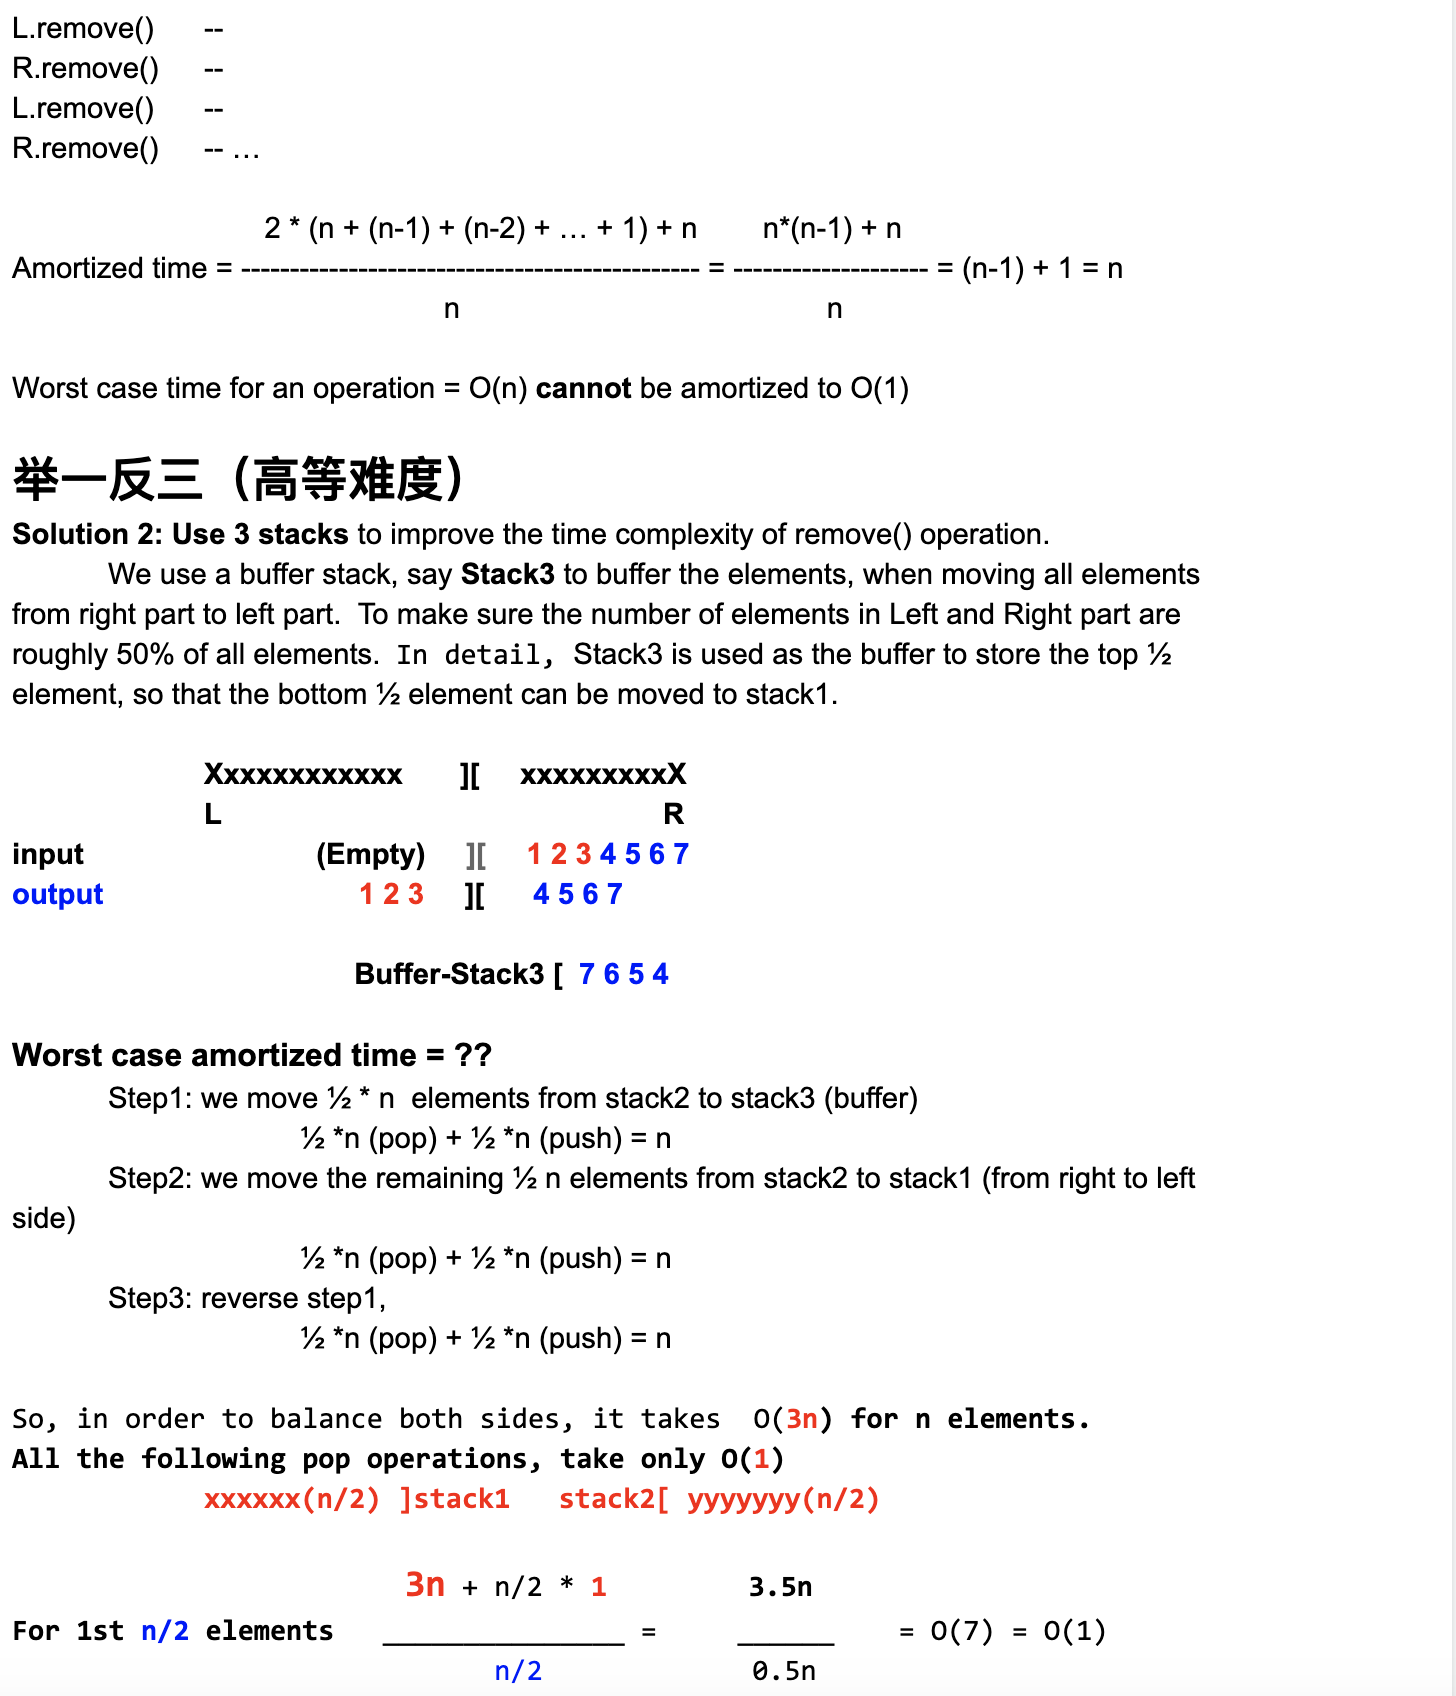 L.remove() --
R.remove() --
L.remove() --
R.remove() -- …
2 * (n + (n-1) + (n-2) + … + 1) + n n*(n-1) + n
Amortized time = ----------------------------------------------- = -------------------- = (n-1) + 1 = n
n n
Worst case time for an operation = O(n) cannot be amortized to O(1)
举一反三（高等难度）
Solution 2: Use 3 stacks to improve the time complexity of remove() operation.
We use a buffer stack, say Stack3 to buffer the elements, when moving all elements
from right part to left part. To make sure the number of elements in Left and Right part are
roughly 50% of all elements. In detail, Stack3 is used as the buffer to store the top ½
element, so that the bottom ½ element can be moved to stack1.
Xxxxxxxxxxxx ][ xxxxxxxxxX
L R
input (Empty) ][ 1 2 3 4 5 6 7
output 1 2 3 ][ 4 5 6 7
Buffer-Stack3 [ 7 6 5 4
Worst case amortized time = ??
Step1: we move ½ * n elements from stack2 to stack3 (buffer)
½ *n (pop) + ½ *n (push) = n
Step2: we move the remaining ½ n elements from stack2 to stack1 (from right to left
side)
½ *n (pop) + ½ *n (push) = n
Step3: reverse step1,
½ *n (pop) + ½ *n (push) = n
So, in order to balance both sides, it takes O(3n) for n elements.
All the following pop operations, take only O(1)
xxxxxx(n/2) ]stack1 stack2[ yyyyyyy(n/2)
3n + n/2 * 1 3.5n
For 1st n/2 elements _______________ = ______ = O(7) = O(1)
n/2 0.5n